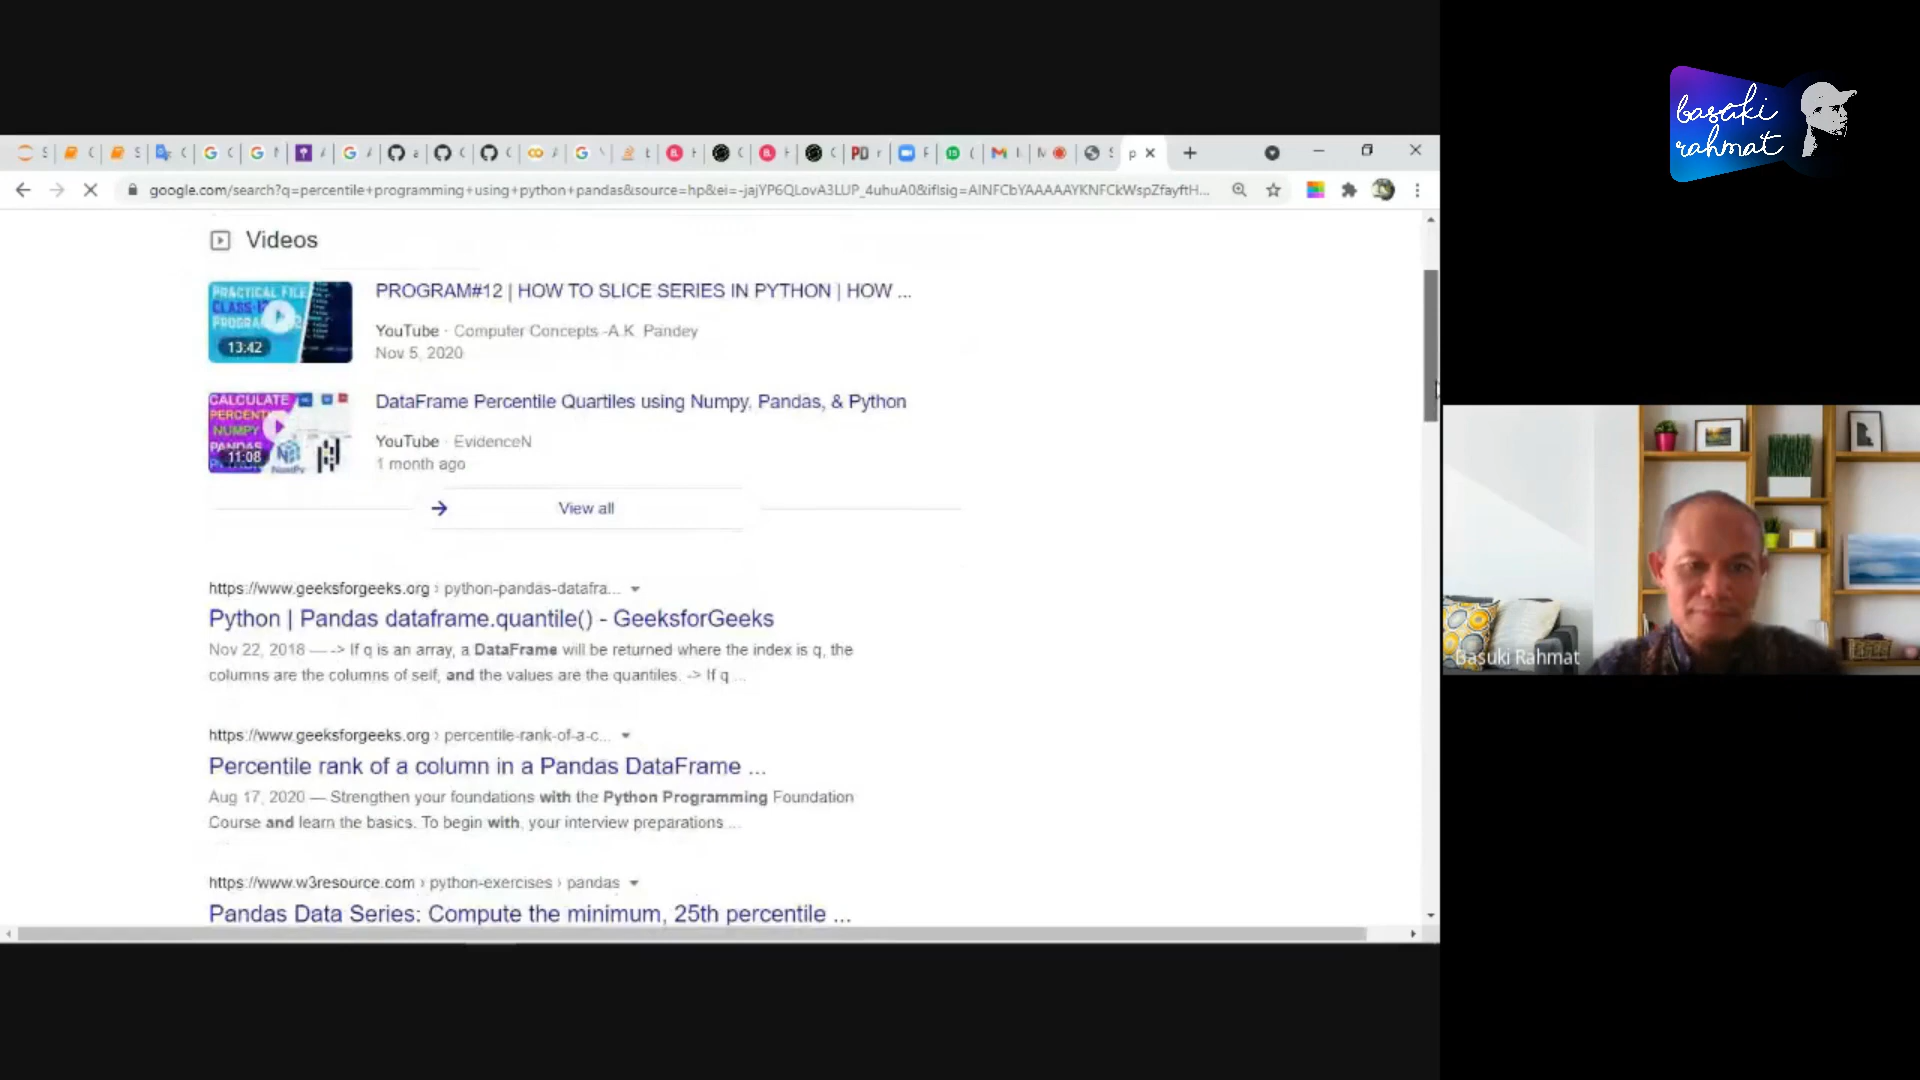 google.com/search?q=percentile+programming+using+python+pandas&source=hp&ei=-jajYP6QLovA3LUP_4uhuA0&iflsig=AINFCbYAAAAAYKNFCkWspZfayftH...
Videos
PRACTICAL FILE
13:42
PROGRAM#12 | HOW TO SLICE SERIES IN PYTHON | HOW ...
YouTube · Computer Concepts -A.K. Pandey
Nov 5, 2020
CALCULATE
NUMPY
PANDAS
11:08
DataFrame Percentile Quartiles using Numpy, Pandas, & Python
YouTube · EvidenceN
1 month ago
View all
https://www.geeksforgeeks.org › python-pandas-datafra...
Python | Pandas dataframe.quantile() - GeeksforGeeks
Nov 22, 2018 — -> If q is an array, a DataFrame will be returned where the index is q, the
columns are the columns of self, and the values are the quantiles. -> If q ...
https://www.geeksforgeeks.org › percentile-rank-of-a-c...
Percentile rank of a column in a Pandas DataFrame ...
Aug 17, 2020 — Strengthen your foundations with the Python Programming Foundation
Course and learn the basics. To begin with, your interview preparations ...
https://www.w3resource.com › python-exercises › pandas
Pandas Data Series: Compute the minimum, 25th percentile ...
basuki
rahmat
Basuki Rahmat